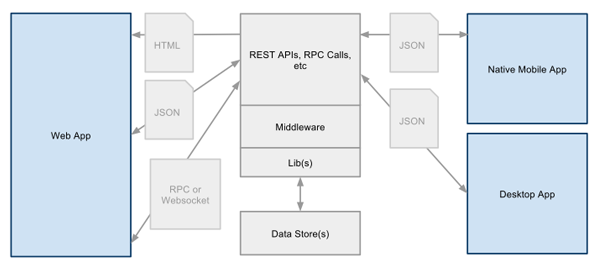 HTML
REST APIs, RPC Calls,
etc
JSON
Native Mobile App
Web App
JSON
Middleware
JSON
Lib(s)
RPC or
Websocket
Desktop App
Data Store(s)